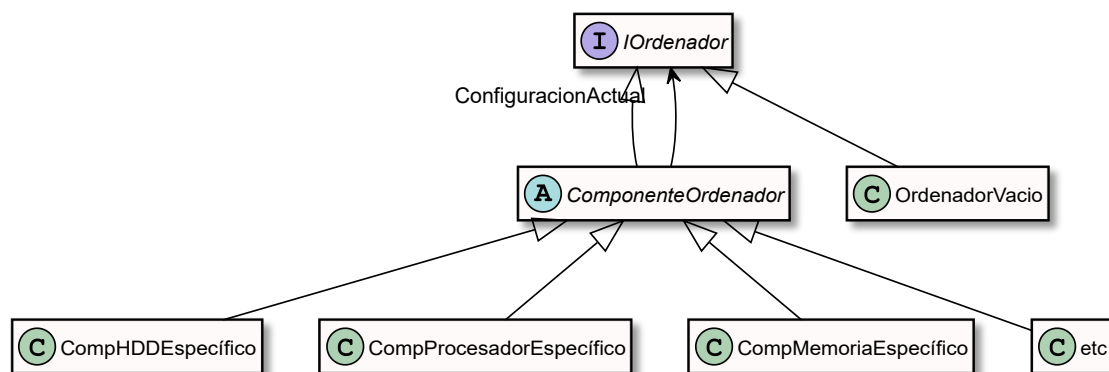 I IOrdenador
ConfiguracionActual
A ComponenteOrdenador
C OrdenadorVacio
C CompHDDEspecífico
C CompProcesadorEspecífico
C CompMemoriaEspecífico
C etc